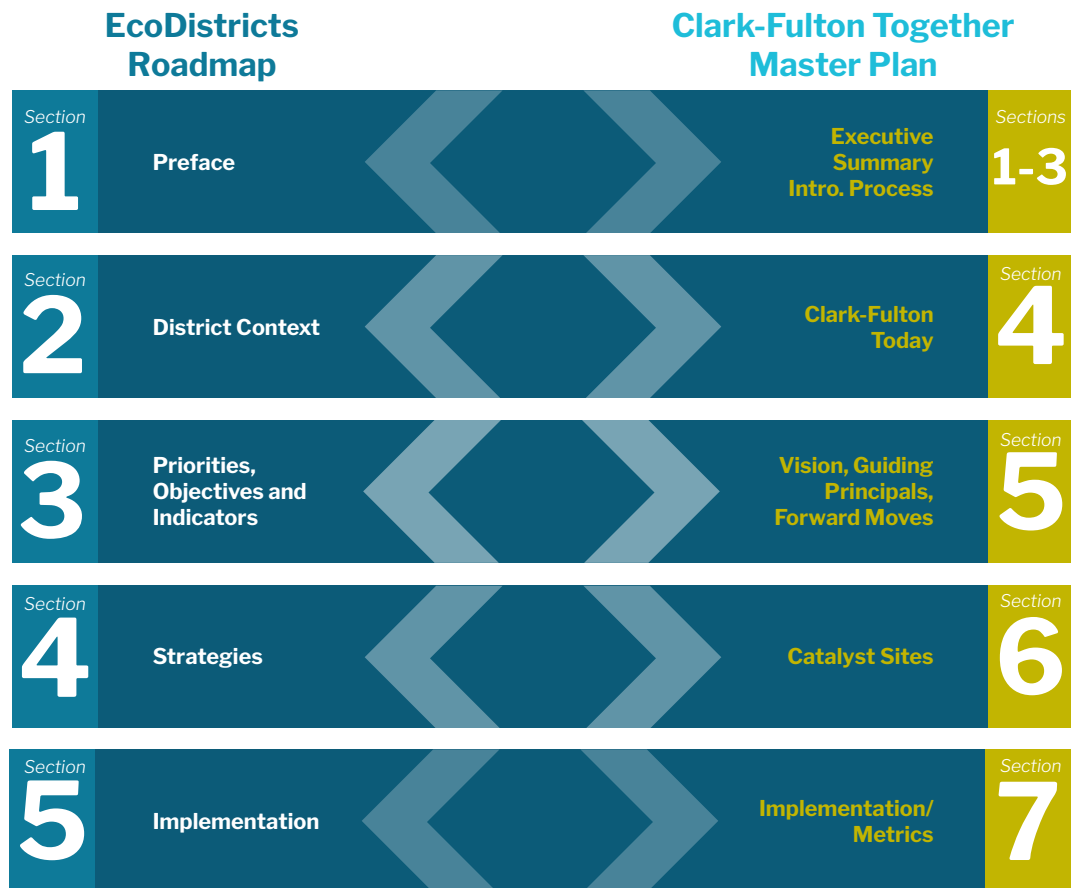 EcoDistricts
Roadmap
Clark-Fulton Together
Master Plan
Section
1
Preface
Executive
Summary
Intro. Process
Sections
1-3
Section
2
District Context
Clark-Fulton
Today
Section
4
Section
3
Priorities,
Objectives and
Indicators
Vision, Guiding
Principals,
Forward Moves
Section
5
Section
4
Strategies
Catalyst Sites
Section
6
Section
5
Implementation
Implementation/
Metrics
Section
7